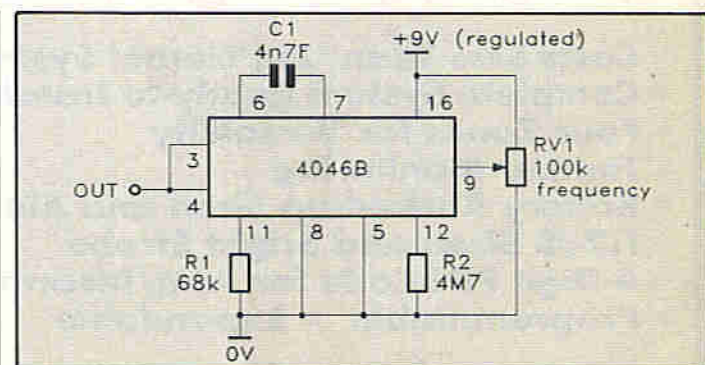 C1
4n7F
+9V (regulated)
6 7 16
3 4046B 9 RV1
100k
frequency
OUT 4
11 8 5 12
R1 R2
68k 4M7
0V